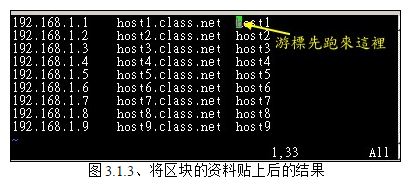 192.168.1.1 host1.class.net host1
192.168.1.2 host2.class.net host2
192.168.1.3 host3.class.net host3
192.168.1.4 host4.class.net host4
192.168.1.5 host5.class.net host5
192.168.1.6 host6.class.net host6
192.168.1.7 host7.class.net host7
192.168.1.8 host8.class.net host8
192.168.1.9 host9.class.net host9
~
游標先跑來這裡
1,33 All
图 3.1.3、将区块的资料贴上后的结果